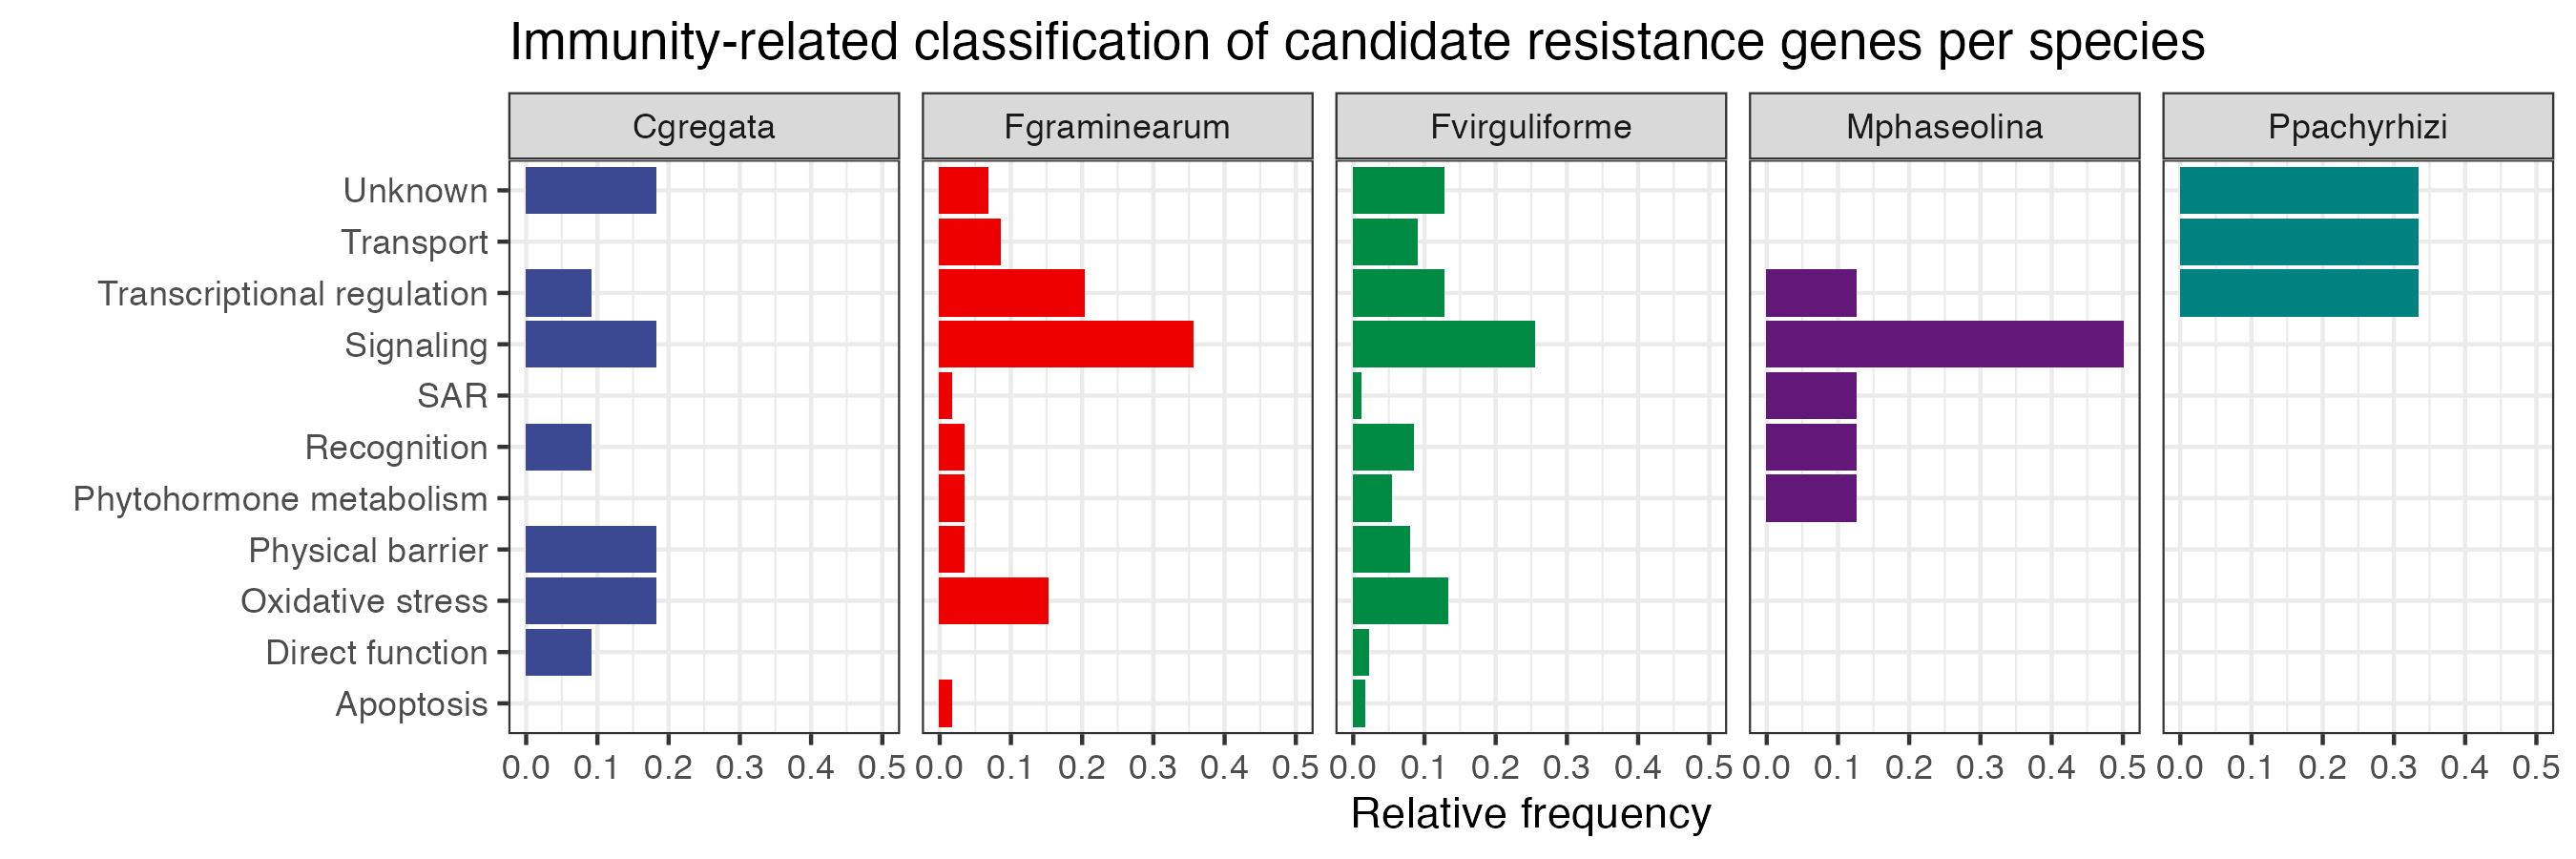 Immunity-related classification of candidate resistance genes per species
Cgregata Fgraminearum Fvirguliforme Mphaseolina Ppachyrhizi
Unknown
Transport
Transcriptional regulation
Signaling
SAR
Recognition
Phytohormone metabolism
Physical barrier
Oxidative stress
Direct function
Apoptosis
0.0 0.1 0.2 0.3 0.4 0.5 0.0 0.1 0.2 0.3 0.4 0.5 0.0 0.1 0.2 0.3 0.4 0.5 0.0 0.1 0.2 0.3 0.4 0.5 0.0 0.1 0.2 0.3 0.4 0.5
Relative frequency